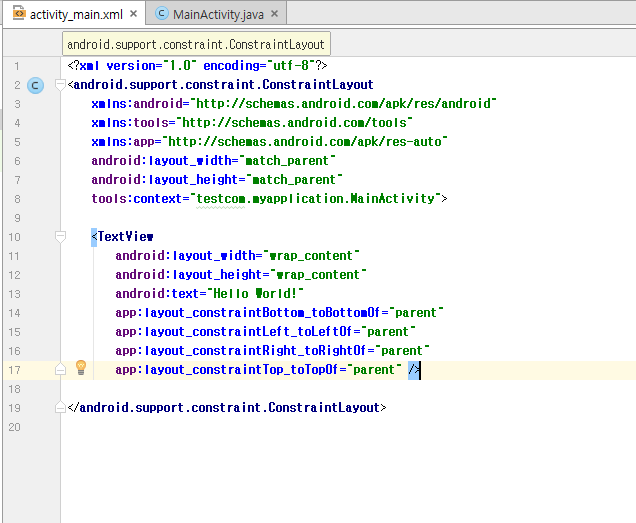 activity_main.xml
MainActivity.java
android.support.constraint.ConstraintLayout
1 <?xml version="1.0" encoding="utf-8"?>
2 C <android.support.constraint.ConstraintLayout
3 xmlns:android="http://schemas.android.com/apk/res/android"
4 xmlns:tools="http://schemas.android.com/tools"
5 xmlns:app="http://schemas.android.com/apk/res-auto"
6 android:layout_width="match_parent"
7 android:layout_height="match_parent"
8 tools:context="testcom.myapplication.MainActivity">
9
10 <TextView
11 android:layout_width="wrap_content"
12 android:layout_height="wrap_content"
13 android:text="Hello World!"
14 app:layout_constraintBottom_toBottomOf="parent"
15 app:layout_constraintLeft_toLeftOf="parent"
16 app:layout_constraintRight_toRightOf="parent"
17 app:layout_constraintTop_toTopOf="parent" />
18
19 </android.support.constraint.ConstraintLayout>
20